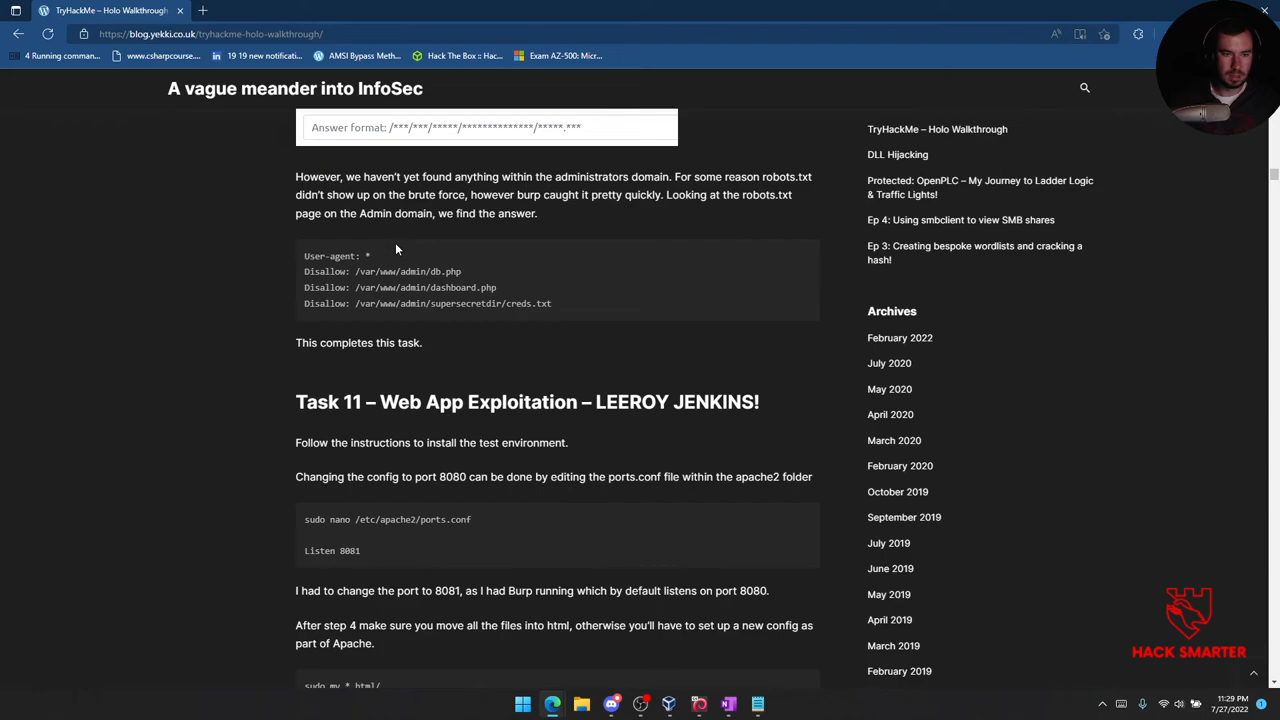 TryHackMe – Holo Walkthrough
https://blog.yekki.co.uk/tryhackme-holo-walkthrough/
4 Running comman...
www.csharpcourse...
19 19 new notification...
AMSI Bypass Methods
Hack The Box :: Hac...
Exam AZ-500: Micr...
A vague meander into InfoSec
Answer format: /***/***/*****/**************/*****.***
However, we haven't yet found anything within the administrators domain. For some reason robots.txt
didn't show up on the brute force, however burp caught it pretty quickly. Looking at the robots.txt
page on the Admin domain, we find the answer.
User-agent: *
Disallow: /var/www/admin/db.php
Disallow: /var/www/admin/dashboard.php
Disallow: /var/www/admin/supersecretdir/creds.txt
This completes this task.
Task 11 – Web App Exploitation – LEEROY JENKINS!
Follow the instructions to install the test environment.
Changing the config to port 8080 can be done by editing the ports.conf file within the apache2 folder
sudo nano /etc/apache2/ports.conf
Listen 8081
I had to change the port to 8081, as I had Burp running which by default listens on port 8080.
After step 4 make sure you move all the files into html, otherwise you'll have to set up a new config as
part of Apache.
sudo mv * html/
TryHackMe – Holo Walkthrough
DLL Hijacking
Protected: OpenPLC – My Journey to Ladder Logic
& Traffic Lights!
Ep 4: Using smbclient to view SMB shares
Ep 3: Creating bespoke wordlists and cracking a
hash!
Archives
February 2022
July 2020
May 2020
April 2020
March 2020
February 2020
October 2019
September 2019
July 2019
June 2019
May 2019
April 2019
March 2019
February 2019
HACK SMARTER
11:29 PM
7/27/2022